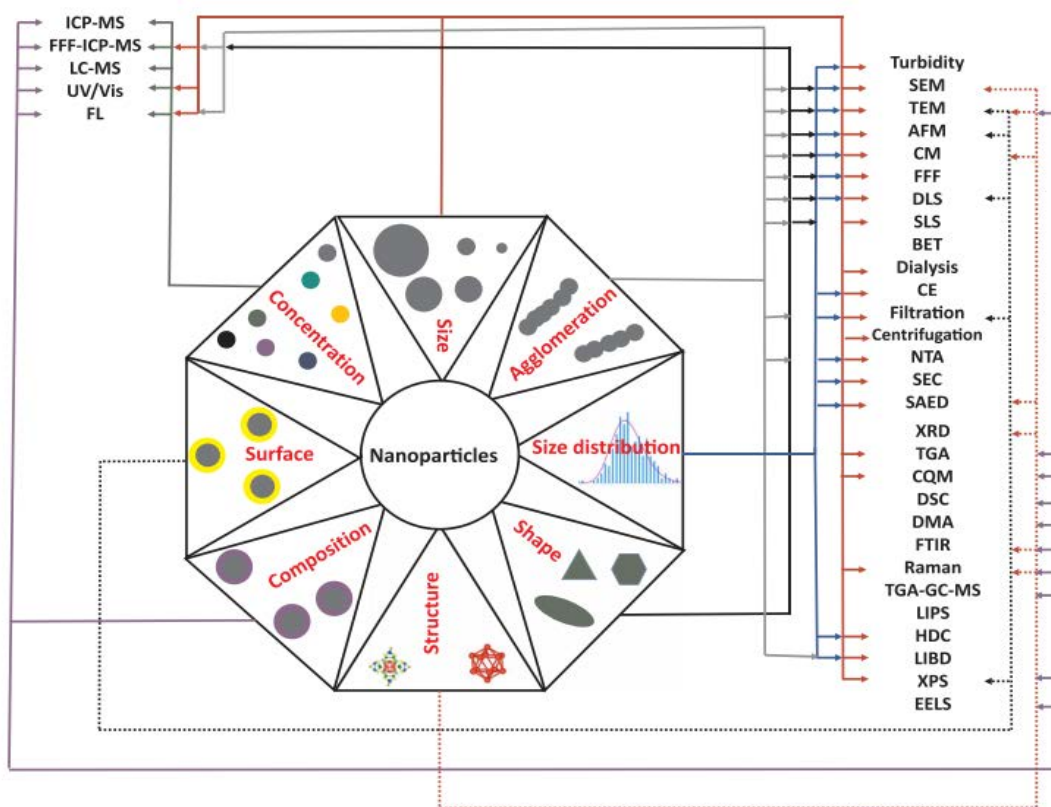 ICP-MS
FFF-ICP-MS
LC-MS
UV/Vis
FL
Turbidity
SEM
TEM
AFM
CM
FFF
DLS
SLS
BET
Dialysis
CE
Filtration
Centrifugation
NTA
SEC
SAED
XRD
TGA
CQM
DSC
DMA
FTIR
Raman
TGA-GC-MS
LIPS
HDC
LIBD
XPS
EELS
Concentration
Size
Agglomeration
Surface
Nanoparticles
Size distribution
Composition
Structure
Shape